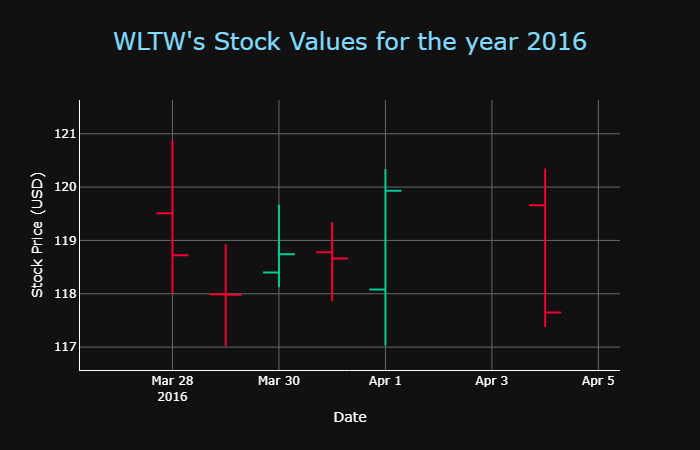 WLTW's Stock Values for the year 2016
121
120
119
118
117
Stock Price (USD)
Mar 28
2016
Mar 30
Apr 1
Apr 3
Apr 5
Date